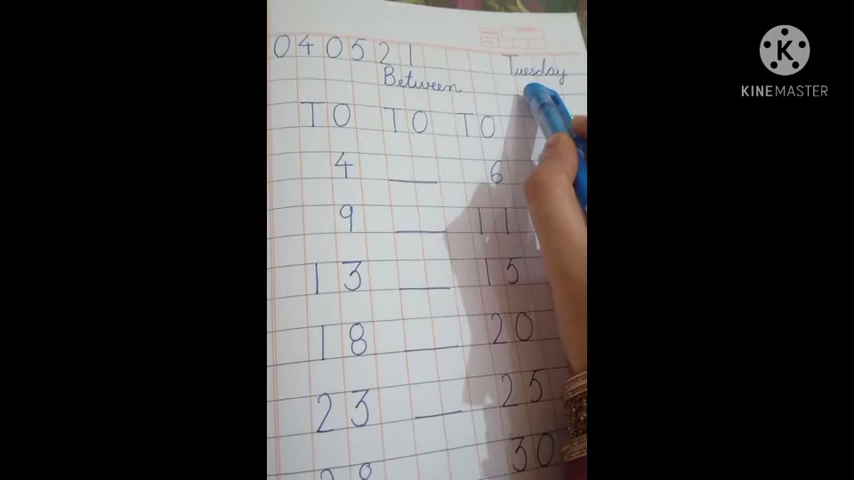 040521
Tuesday
Between
TO TO TO
4 ___ 6
9 ___ 11
13 ___ 15
18 ___ 20
23 ___ 25
28 30
K
KINEMASTER